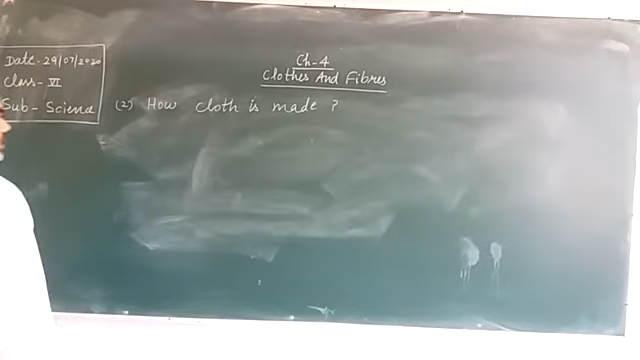 Date- 29/07/2020
Class- VI
Sub- Science
Ch-4
Clothes And Fibres
(2) How cloth is made ?